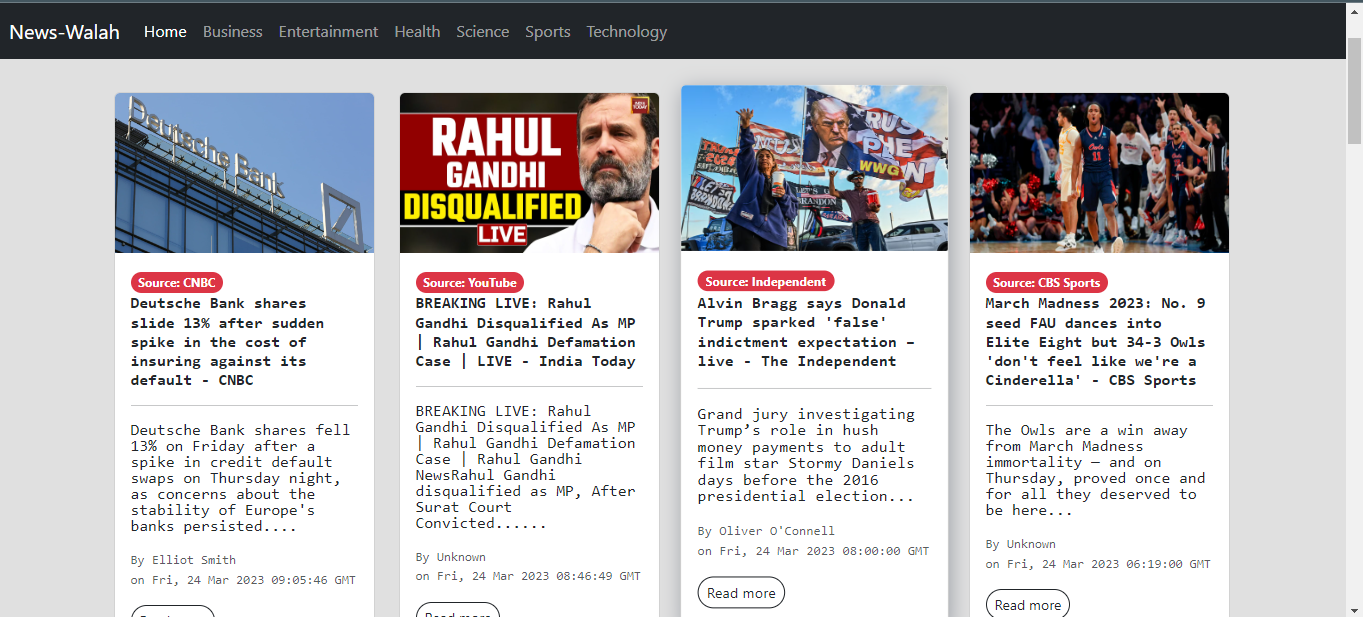 News-Walah Home Business Entertainment Health Science Sports Technology
Deutsche Bank
Source: CNBC
Deutsche Bank shares
slide 13% after sudden
spike in the cost of
insuring against its
default - CNBC
Deutsche Bank shares fell
13% on Friday after a
spike in credit default
swaps on Thursday night,
as concerns about the
stability of Europe's
banks persisted....
By Elliot Smith
on Fri, 24 Mar 2023 09:05:46 GMT
RAHUL
GANDHI
DISQUALIFIED
LIVE
Source: YouTube
BREAKING LIVE: Rahul
Gandhi Disqualified As MP
| Rahul Gandhi Defamation
Case | LIVE - India Today
BREAKING LIVE: Rahul
Gandhi Disqualified As MP
| Rahul Gandhi Defamation
Case | Rahul Gandhi
NewsRahul Gandhi
disqualified as MP, After
Surat Court
Convicted......
By Unknown
on Fri, 24 Mar 2023 08:46:49 GMT
Read more
TRUMP
LET'S GO
BRANDON
WWG
Source: Independent
Alvin Bragg says Donald
Trump sparked 'false'
indictment expectation –
live - The Independent
Grand jury investigating
Trump’s role in hush
money payments to adult
film star Stormy Daniels
days before the 2016
presidential election...
By Oliver O'Connell
on Fri, 24 Mar 2023 08:00:00 GMT
Read more
Owls
11
Source: CBS Sports
March Madness 2023: No. 9
seed FAU dances into
Elite Eight but 34-3 Owls
'don't feel like we're a
Cinderella' - CBS Sports
The Owls are a win away
from March Madness
immortality — and on
Thursday, proved once and
for all they deserved to
be here...
By Unknown
on Fri, 24 Mar 2023 06:19:00 GMT
Read more